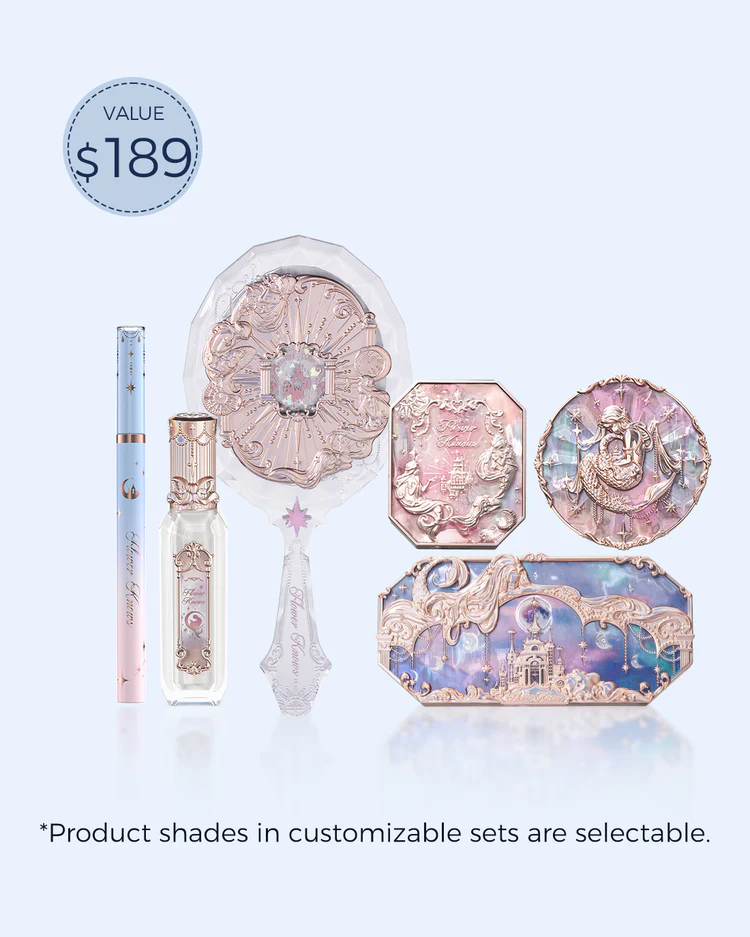 VALUE
$189
Flower
Knows
Flower Knows
Flower
Knows
Flower Knows
*Product shades in customizable sets are selectable.